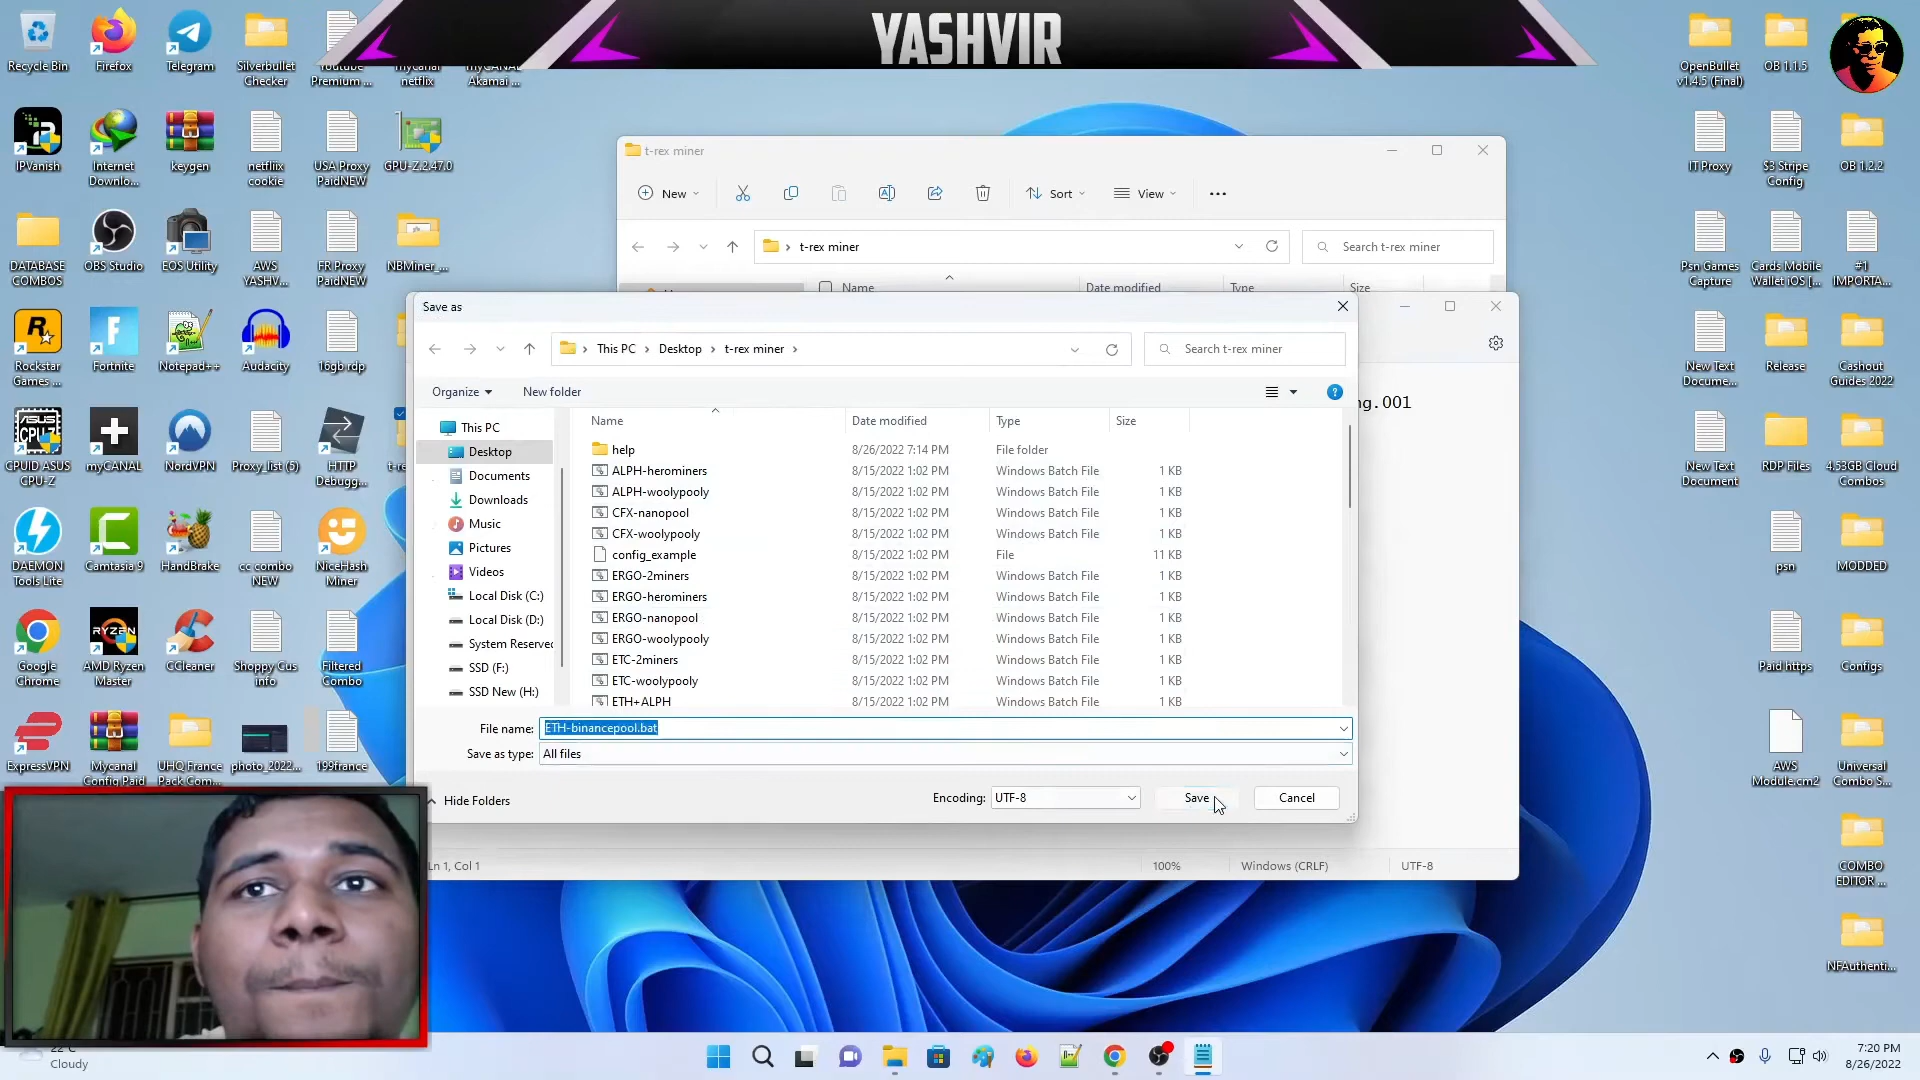 YASHVIR
Recycle Bin
Firefox
Telegram
Silverbullet
Checker
Youtube
Premium ...
mycanal
netflix
myCANAL
Akamai ...
OpenBullet
v1.4.5 (Final)
OB 1.1.5
IPVanish
Internet
Downlo...
keygen
netflix
cookie
USA Proxy
PaidNEW
GPU-Z.2.47.0
IT Proxy
S3 Stripe
Config
OB 1.2.2
DATABASE
COMBOS
OBS Studio
EOS Utility
AWS
YASHV...
FR Proxy
PaidNEW
NBMiner_...
Psn Games
Capture
Cards Mobile
Wallet iOS [...
#1
IMPORTA...
Rockstar
Games ...
Fortnite
Notepad++
Audacity
16gb rdp
New Text
Docume...
Release
Cashout
Guides 2022
CPUID ASUS
CPU-Z
myCANAL
NordVPN
Proxy_list (5)
HTTP
Debugg...
t-re
New Text
Document
RDP Files
4.53GB Cloud
Combos
DAEMON
Tools Lite
Camtasia 9
HandBrake
cc combo
NEW
NiceHash
Miner
psn
MODDED
Google
Chrome
AMD Ryzen
Master
CCleaner
Shoppy Gus
info
Filtered
Combo
Paid https
Configs
ExpressVPN
Mycanal
Config Paid
UHQ France
Pack Com...
photo_2022...
199france
AWS
Module.cm2
Universal
Combo S...
COMBO
EDITOR ...
NFAuthenti...
t-rex miner
New
Sort
View
t-rex miner
Search t-rex miner
Name
Date modified
Type
Size
ng.001
Save as
This PC
Desktop
t-rex miner
Search t-rex miner
Organize
New folder
This PC
Desktop
Documents
Downloads
Music
Pictures
Videos
Local Disk (C:)
Local Disk (D:)
System Reserved
SSD (F:)
SSD New (H:)
Name Date modified Type Size
help 8/26/2022 7:14 PM File folder
ALPH-herominers 8/15/2022 1:02 PM Windows Batch File 1 KB
ALPH-woolypooly 8/15/2022 1:02 PM Windows Batch File 1 KB
CFX-nanopool 8/15/2022 1:02 PM Windows Batch File 1 KB
CFX-woolypooly 8/15/2022 1:02 PM Windows Batch File 1 KB
config_example 8/15/2022 1:02 PM File 11 KB
ERGO-2miners 8/15/2022 1:02 PM Windows Batch File 1 KB
ERGO-herominers 8/15/2022 1:02 PM Windows Batch File 1 KB
ERGO-nanopool 8/15/2022 1:02 PM Windows Batch File 1 KB
ERGO-woolypooly 8/15/2022 1:02 PM Windows Batch File 1 KB
ETC-2miners 8/15/2022 1:02 PM Windows Batch File 1 KB
ETC-woolypooly 8/15/2022 1:02 PM Windows Batch File 1 KB
ETH+ALPH 8/15/2022 1:02 PM Windows Batch File 1 KB
File name: ETH-binancepool.bat
Save as type: All files
Hide Folders
Encoding: UTF-8
Save
Cancel
Ln 1, Col 1
100%
Windows (CRLF)
UTF-8
22°C
Cloudy
7:20 PM
8/26/2022